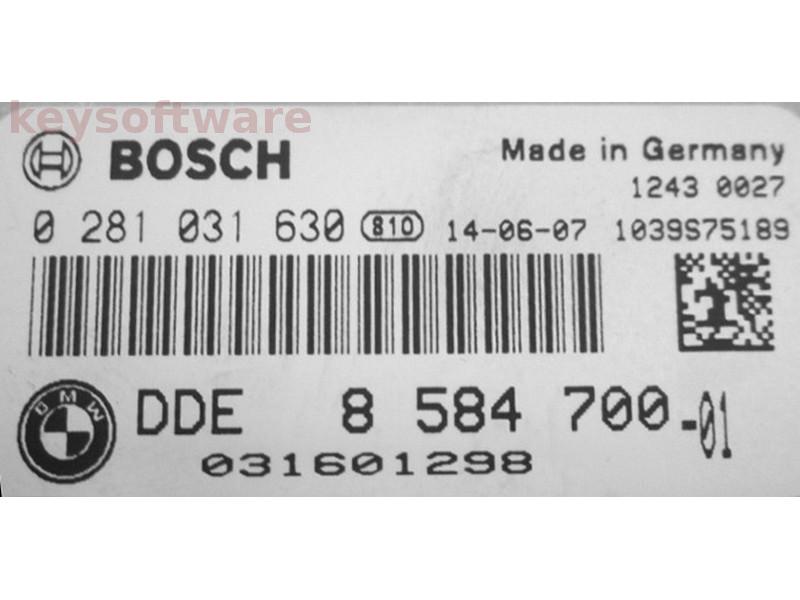 keysoftware
BOSCH Made in Germany
1243 0027
0 281 031 630 810 14-06-07 1039S75189
BMW DDE 8 584 700-01
031601298